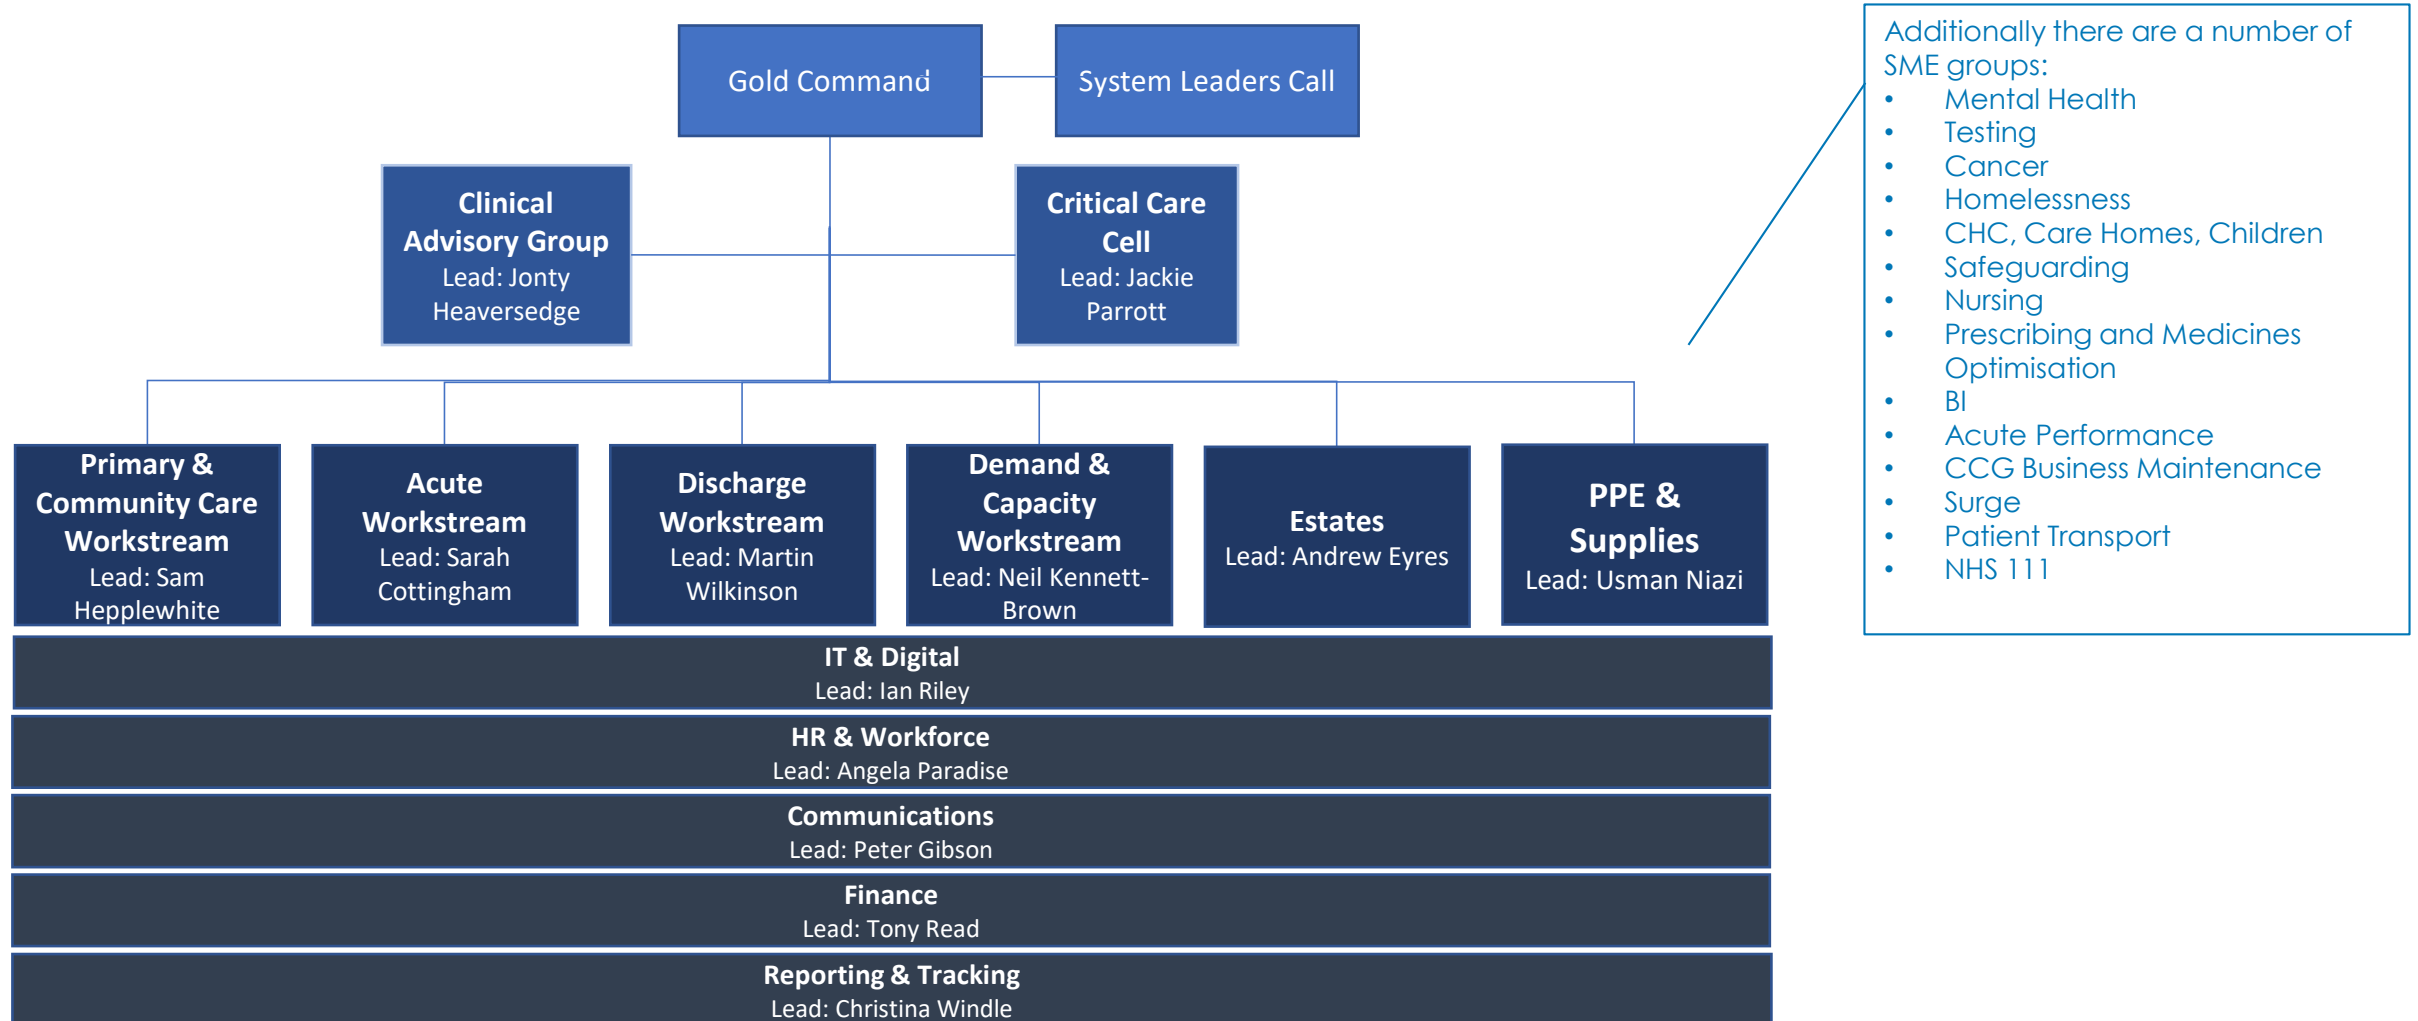 Gold Command
System Leaders Call
Clinical
Advisory Group
Lead: Jonty
Heaversedge
Critical Care
Cell
Lead: Jackie
Parrott
Primary &
Community Care
Workstream
Lead: Sam
Hepplewhite
Acute
Workstream
Lead: Sarah
Cottingham
Discharge
Workstream
Lead: Martin
Wilkinson
Demand &
Capacity
Workstream
Lead: Neil Kennett-
Brown
Estates
Lead: Andrew Eyres
PPE &
Supplies
Lead: Usman Niazi
IT & Digital
Lead: Ian Riley
HR & Workforce
Lead: Angela Paradise
Communications
Lead: Peter Gibson
Finance
Lead: Tony Read
Reporting & Tracking
Lead: Christina Windle
Additionally there are a number of
SME groups:
• Mental Health
• Testing
• Cancer
• Homelessness
• CHC, Care Homes, Children
• Safeguarding
• Nursing
• Prescribing and Medicines
Optimisation
• BI
• Acute Performance
• CCG Business Maintenance
• Surge
• Patient Transport
• NHS 111